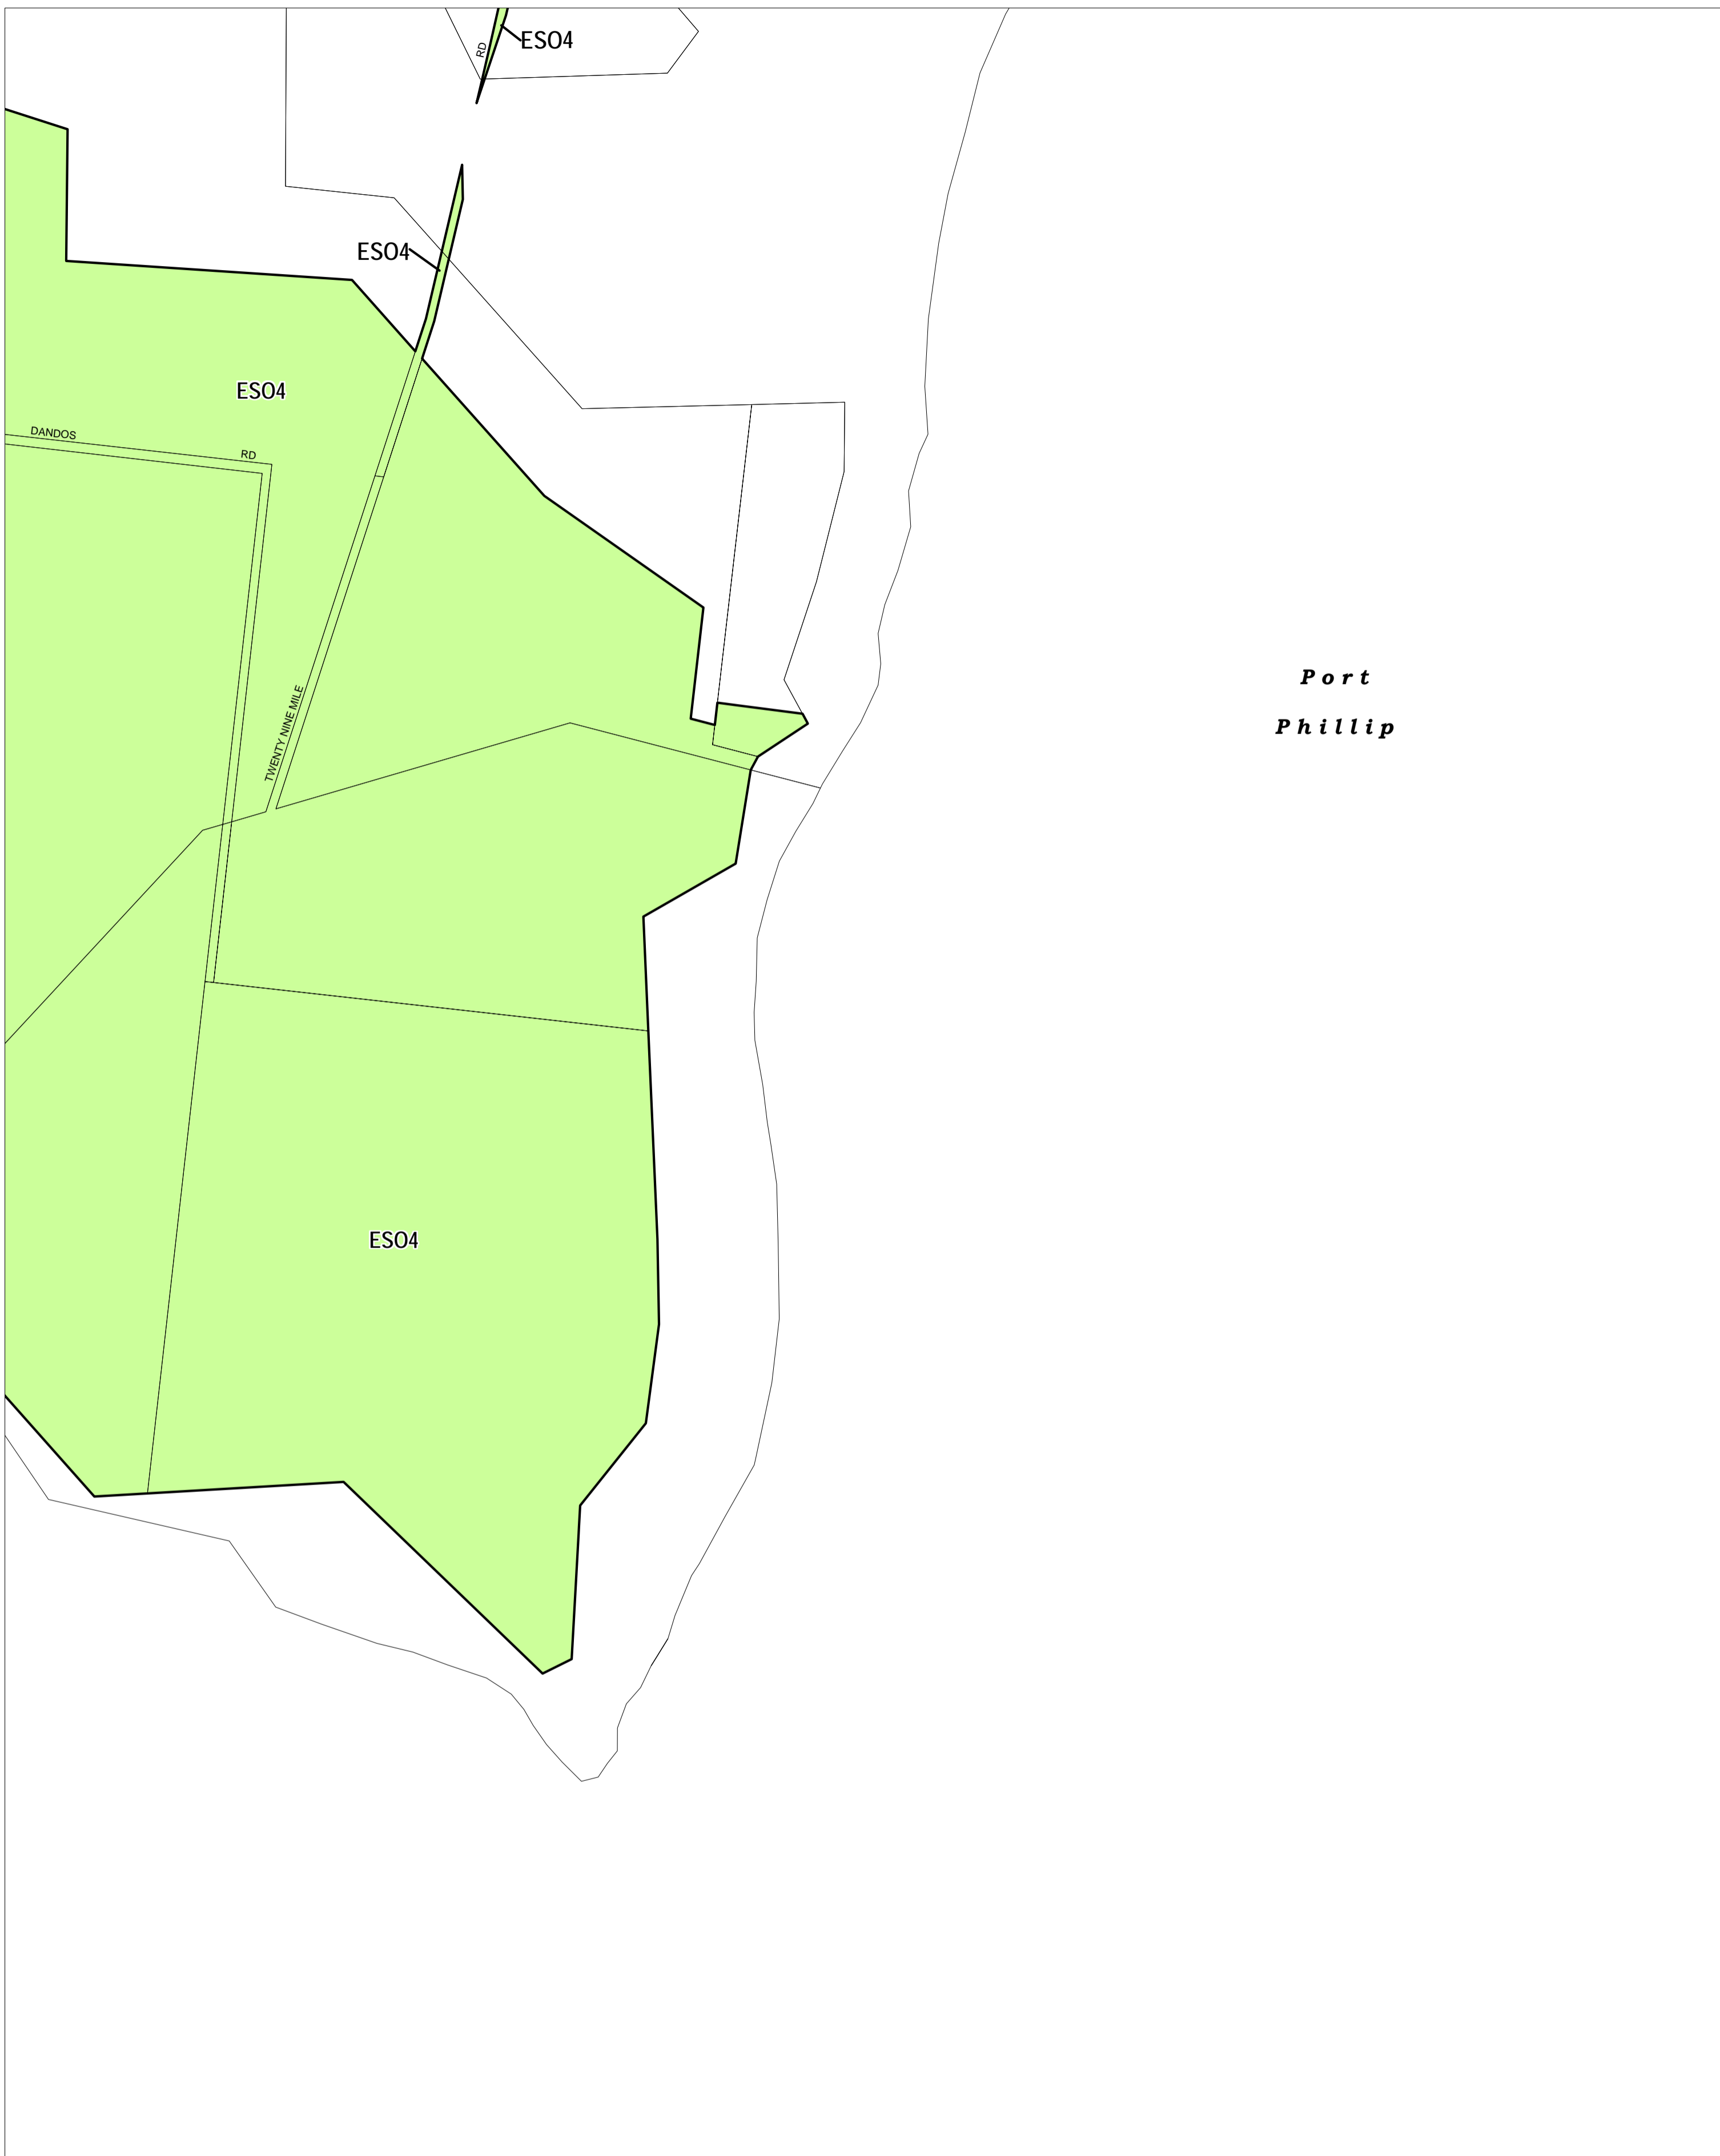 RD
ESO4
ESO4
ESO4
DANDOS
RD
Port
Phillip
TWENTY NINE MILE
ESO4